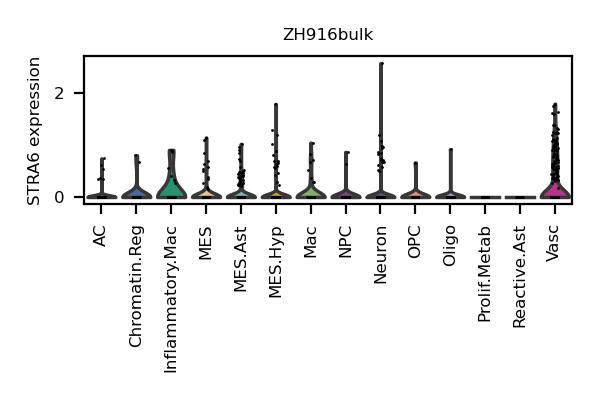 ZH916bulk
STRA6 expression
2
0
AC
Chromatin.Reg
Inflammatory.Mac
MES
MES.Ast
MES.Hyp
Mac
NPC
Neuron
OPC
Oligo
Prolif.Metab
Reactive.Ast
Vasc